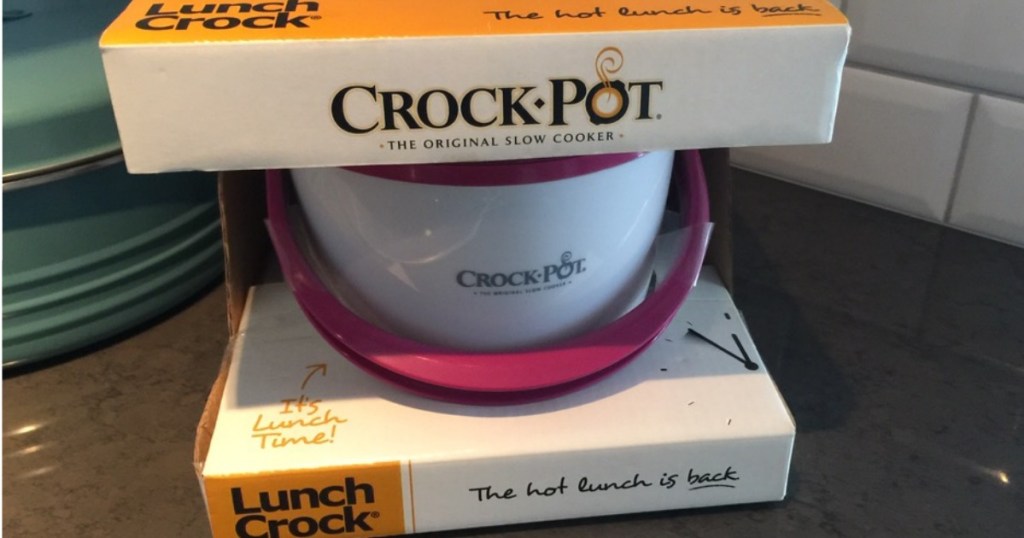 Lunch
Crock®
The hot lunch is back
CROCK·POT®
·THE ORIGINAL SLOW COOKER·
CROCK·POT®
·THE ORIGINAL SLOW COOKER·
It's
Lunch
Time!
Lunch
Crock®
The hot lunch is back